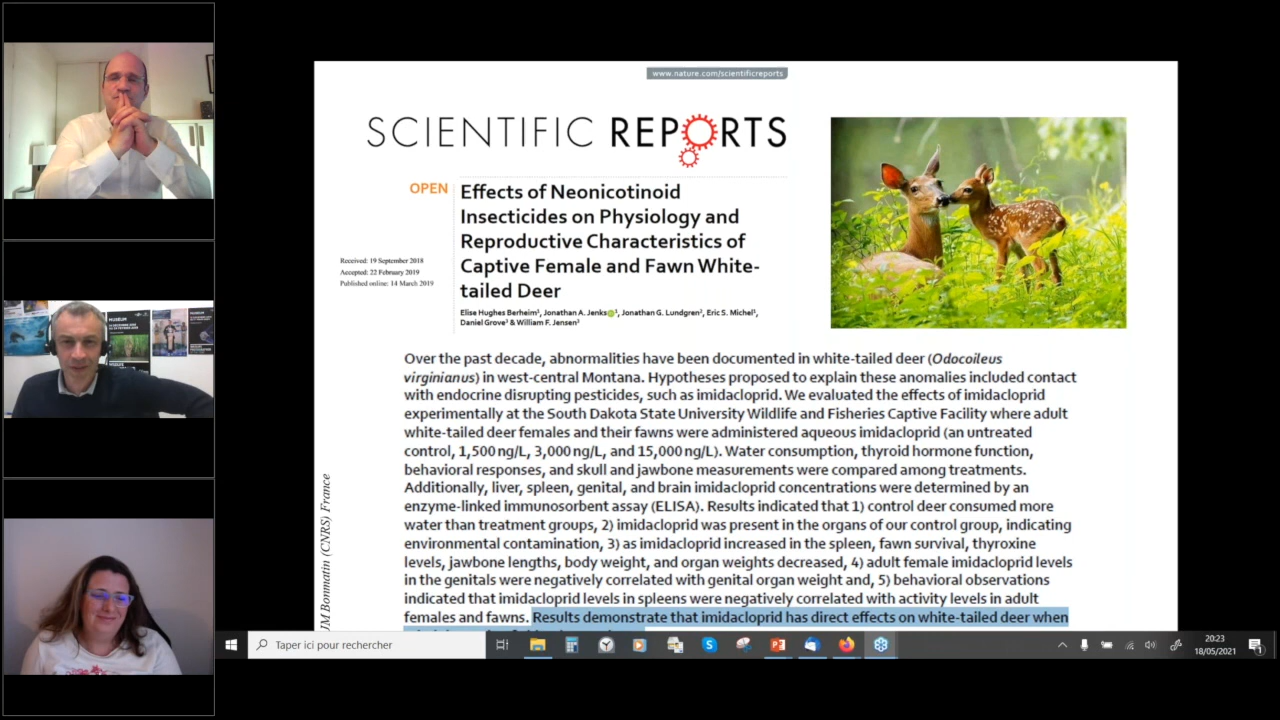 www.nature.com/scientificreports
SCIENTIFIC REPORTS
OPEN
Effects of Neonicotinoid
Insecticides on Physiology and
Reproductive Characteristics of
Captive Female and Fawn White-
tailed Deer
Received: 19 September 2018
Accepted: 22 February 2019
Published online: 14 March 2019
Elise Hughes Berheim¹, Jonathan A. Jenks¹, Jonathan G. Lundgren², Eric S. Michel¹,
Daniel Grove³ & William F. Jensen³
Over the past decade, abnormalities have been documented in white-tailed deer (Odocoileus
virginianus) in west-central Montana. Hypotheses proposed to explain these anomalies included contact
with endocrine disrupting pesticides, such as imidacloprid. We evaluated the effects of imidacloprid
experimentally at the South Dakota State University Wildlife and Fisheries Captive Facility where adult
white-tailed deer females and their fawns were administered aqueous imidacloprid (an untreated
control, 1,500 ng/L, 3,000 ng/L, and 15,000 ng/L). Water consumption, thyroid hormone function,
behavioral responses, and skull and jawbone measurements were compared among treatments.
Additionally, liver, spleen, genital, and brain imidacloprid concentrations were determined by an
enzyme-linked immunosorbent assay (ELISA). Results indicated that 1) control deer consumed more
water than treatment groups, 2) imidacloprid was present in the organs of our control group, indicating
environmental contamination, 3) as imidacloprid increased in the spleen, fawn survival, thyroxine
levels, jawbone lengths, body weight, and organ weights decreased, 4) adult female imidacloprid levels
in the genitals were negatively correlated with genital organ weight and, 5) behavioral observations
indicated that imidacloprid levels in spleens were negatively correlated with activity levels in adult
females and fawns. Results demonstrate that imidacloprid has direct effects on white-tailed deer when
JM Bonmatin (CNRS) France
Taper ici pour rechercher
20:23
18/05/2021
MUSÉUM